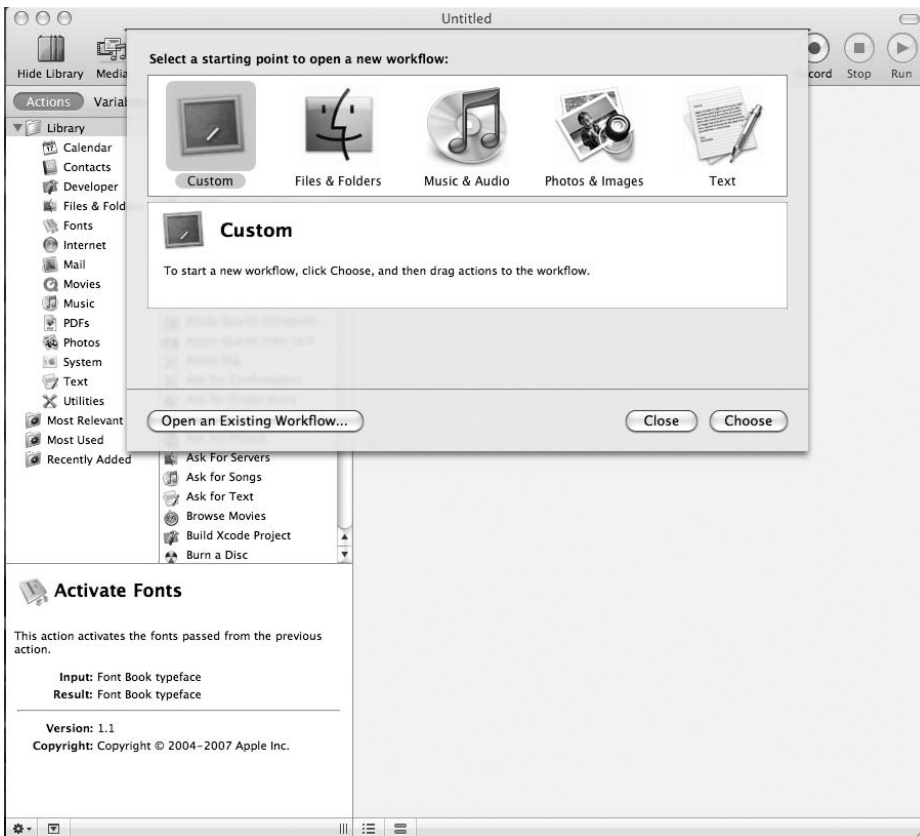 Untitled
Hide Library
Media
Record
Stop
Run
Actions
Variab
Select a starting point to open a new workflow:
Custom
Files & Folders
Music & Audio
Photos & Images
Text
Custom
To start a new workflow, click Choose, and then drag actions to the workflow.
Open an Existing Workflow...
Close
Choose
Library
Calendar
Contacts
Developer
Files & Fold
Fonts
Internet
Mail
Movies
Music
PDFs
Photos
System
Text
Utilities
Most Relevant
Most Used
Recently Added
Ask For Servers
Ask for Songs
Ask for Text
Browse Movies
Build Xcode Project
Burn a Disc
Activate Fonts
This action activates the fonts passed from the previous
action.
Input: Font Book typeface
Result: Font Book typeface
Version: 1.1
Copyright: Copyright © 2004–2007 Apple Inc.